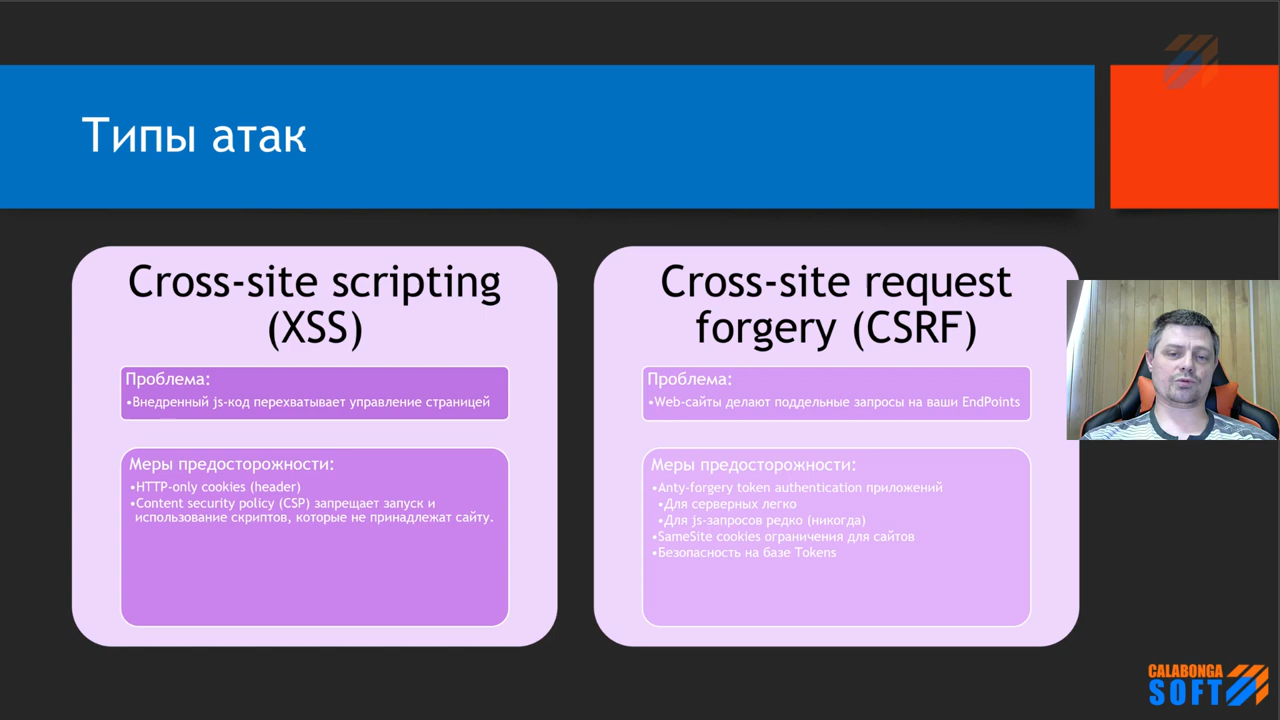 Типы атак
Cross-site scripting
(XSS)
Проблема:
•Внедренный js-код перехватывает управление страницей
Меры предосторожности:
•HTTP-only cookies (header)
•Content security policy (CSP) запрещает запуск и
использование скриптов, которые не принадлежат сайту.
Cross-site request
forgery (CSRF)
Проблема:
•Web-сайты делают поддельные запросы на ваши EndPoints
Меры предосторожности:
•Anty-forgery token authentication приложений
•Для серверных легко
•Для js-запросов редко (никогда)
•SameSite cookies ограничения для сайтов
•Безопасность на базе Tokens
CALABONGA
SOFT